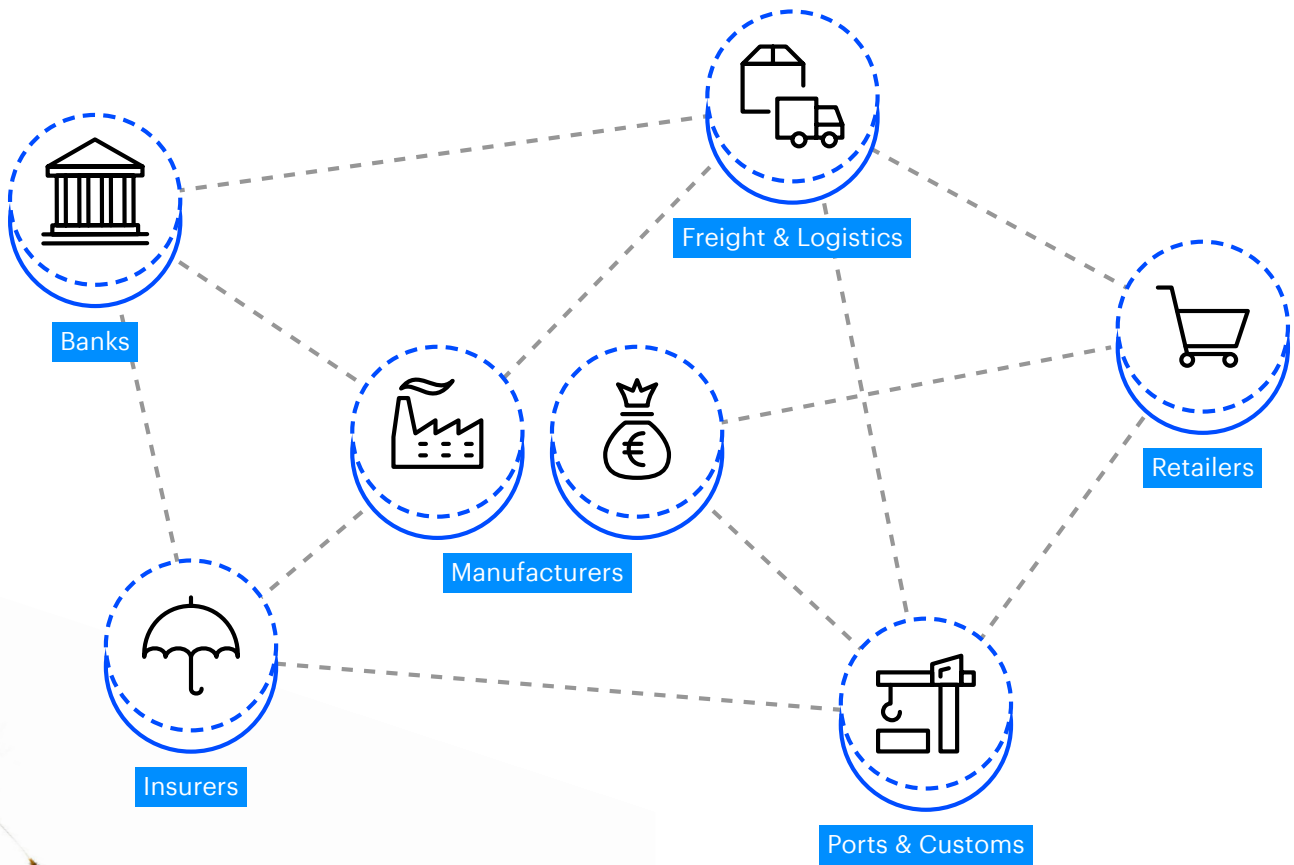 Freight & Logistics
Banks
Retailers
Manufacturers
€
Insurers
Ports & Customs